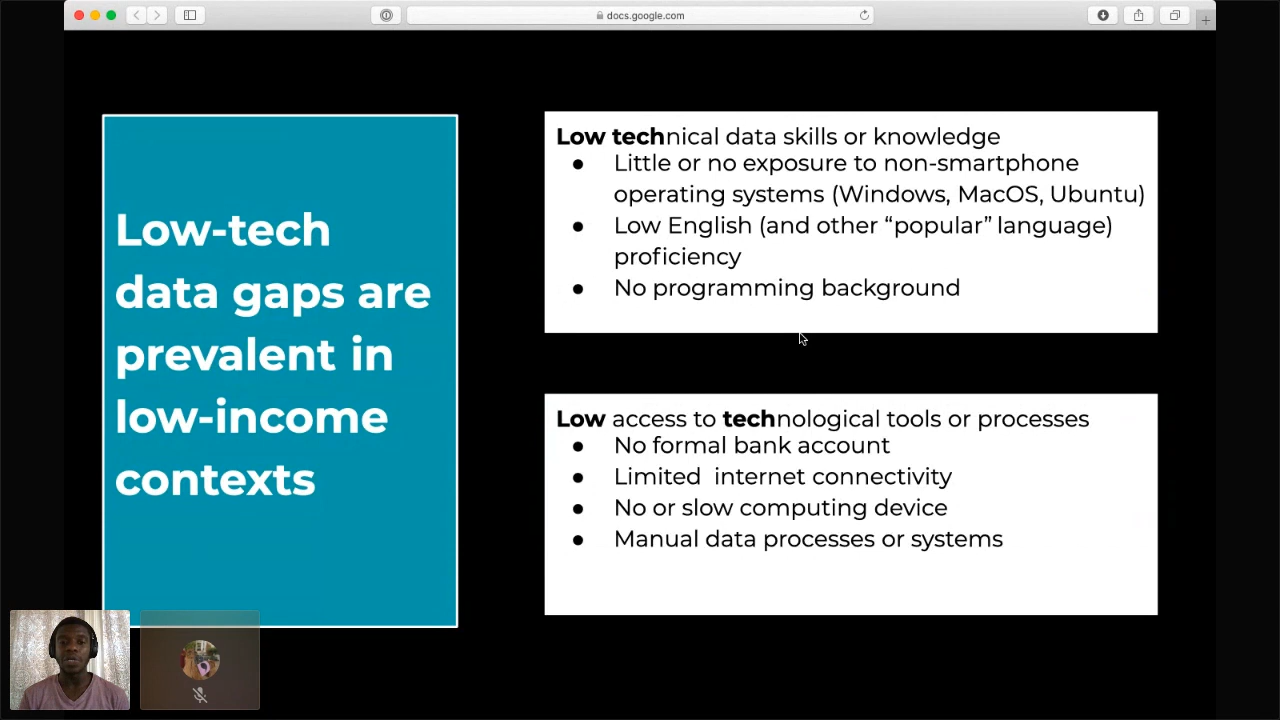 docs.google.com
Low-tech
data gaps are
prevalent in
low-income
contexts
Low technical data skills or knowledge
● Little or no exposure to non-smartphone
operating systems (Windows, MacOS, Ubuntu)
● Low English (and other “popular” language)
proficiency
● No programming background
Low access to technological tools or processes
● No formal bank account
● Limited  internet connectivity
● No or slow computing device
● Manual data processes or systems